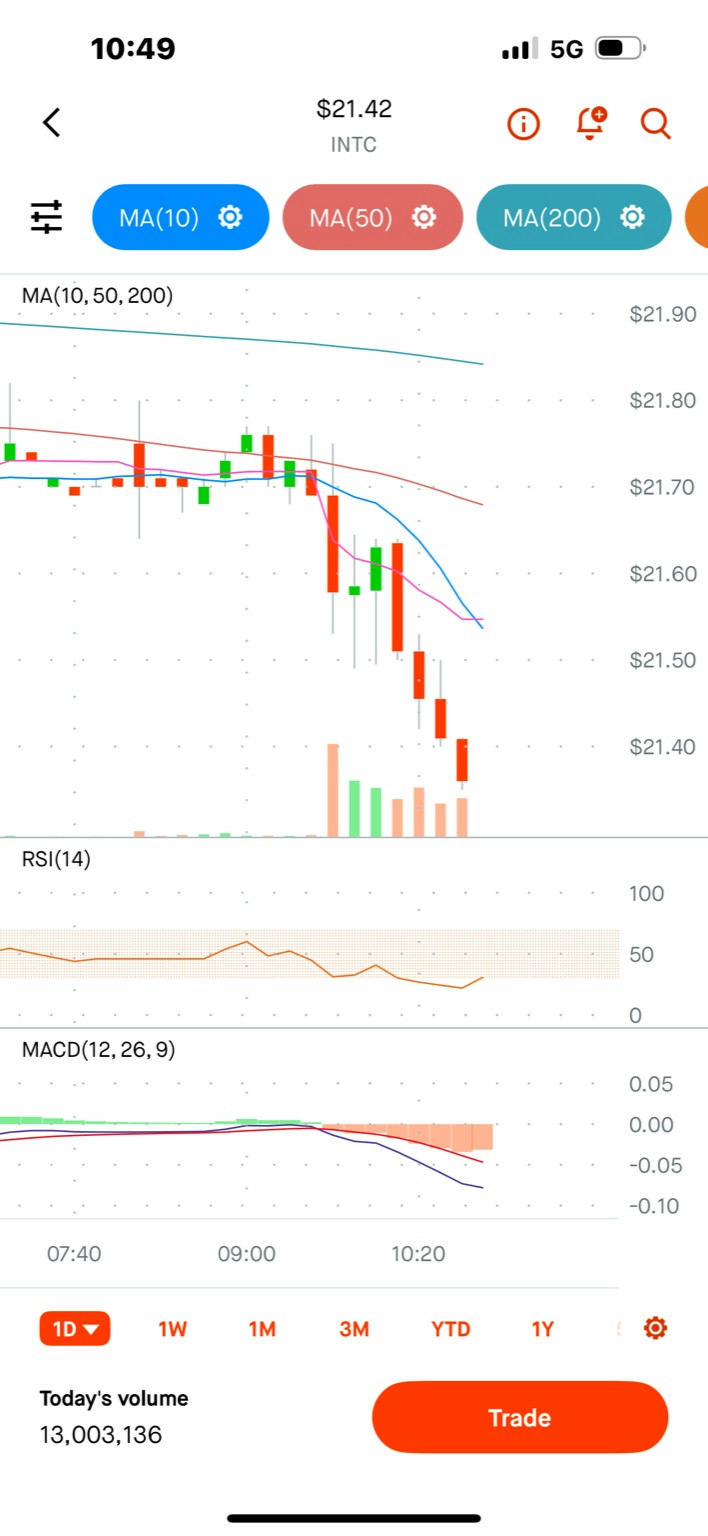 10:49
5G
$21.42
INTC
MA(10)
MA(50)
MA(200)
MA(10,50,200)
$21.90
$21.80
$21.70
$21.60
$21.50
$21.40
RSI(14)
100
50
0
MACD(12,26,9)
0.05
0.00
-0.05
-0.10
07:40
09:00
10:20
1D
1W
1M
3M
YTD
1Y
Today's volume
13,003,136
Trade